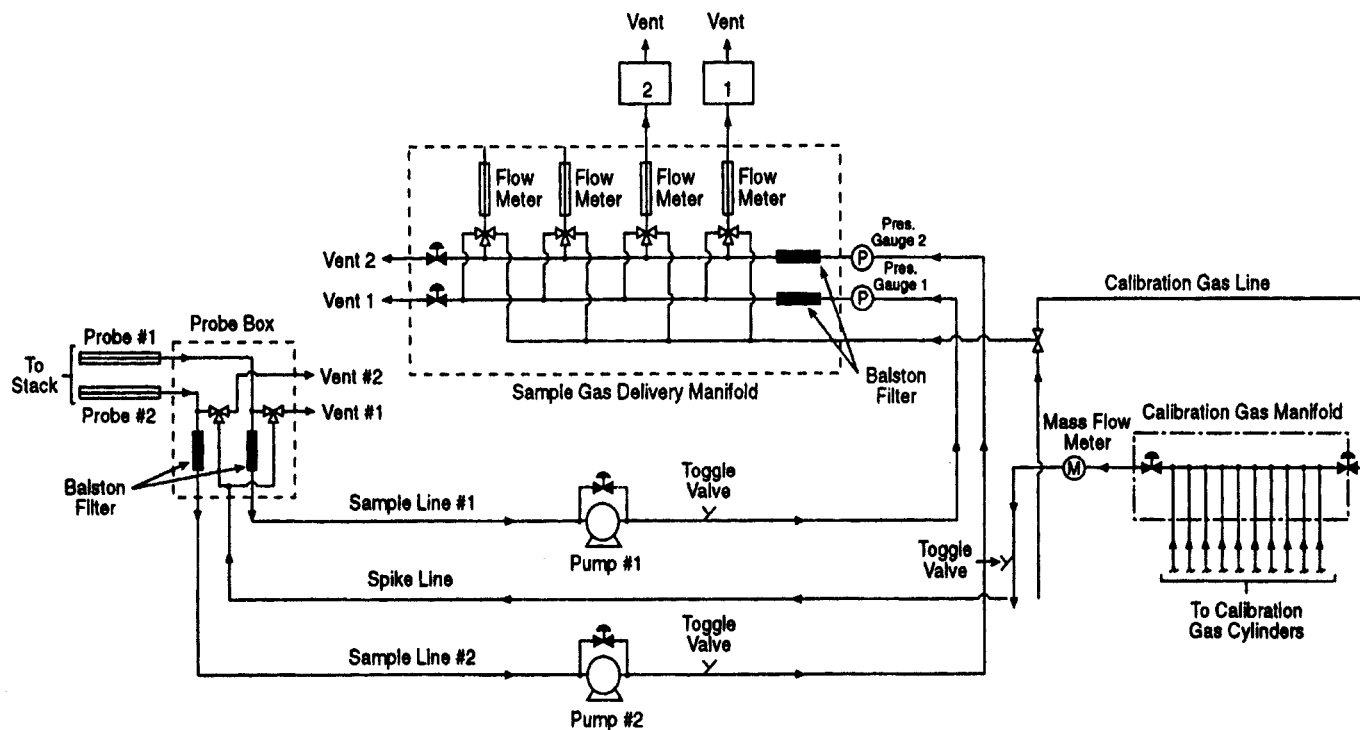 Vent
Vent
2
1
Flow
Meter
Flow
Meter
Flow
Meter
Flow
Meter
Pres.
Gauge 2
P
Vent 2
Pres.
Gauge 1
P
Vent 1
Calibration Gas Line
Probe Box
Probe #1
To
Stack
Vent #2
Probe #2
Vent #1
Sample Gas Delivery Manifold
Balston
Filter
Calibration Gas Manifold
Mass Flow
Meter
M
Balston
Filter
Sample Line #1
Toggle
Valve
Pump #1
Toggle
Valve
Spike Line
To Calibration
Gas Cylinders
Sample Line #2
Toggle
Valve
Pump #2